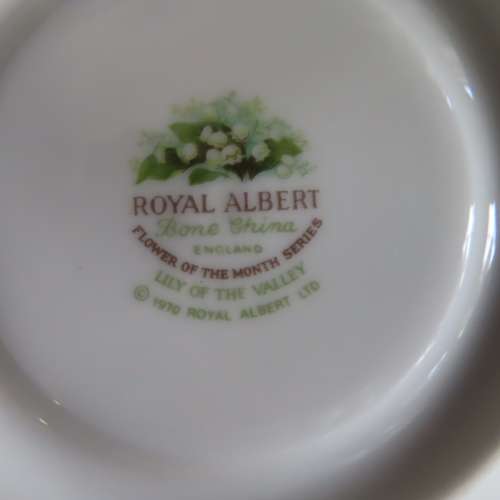 ROYAL ALBERT
Bone China
ENGLAND
FLOWER OF THE MONTH SERIES
LILY OF THE VALLEY
© 1970 ROYAL ALBERT LTD